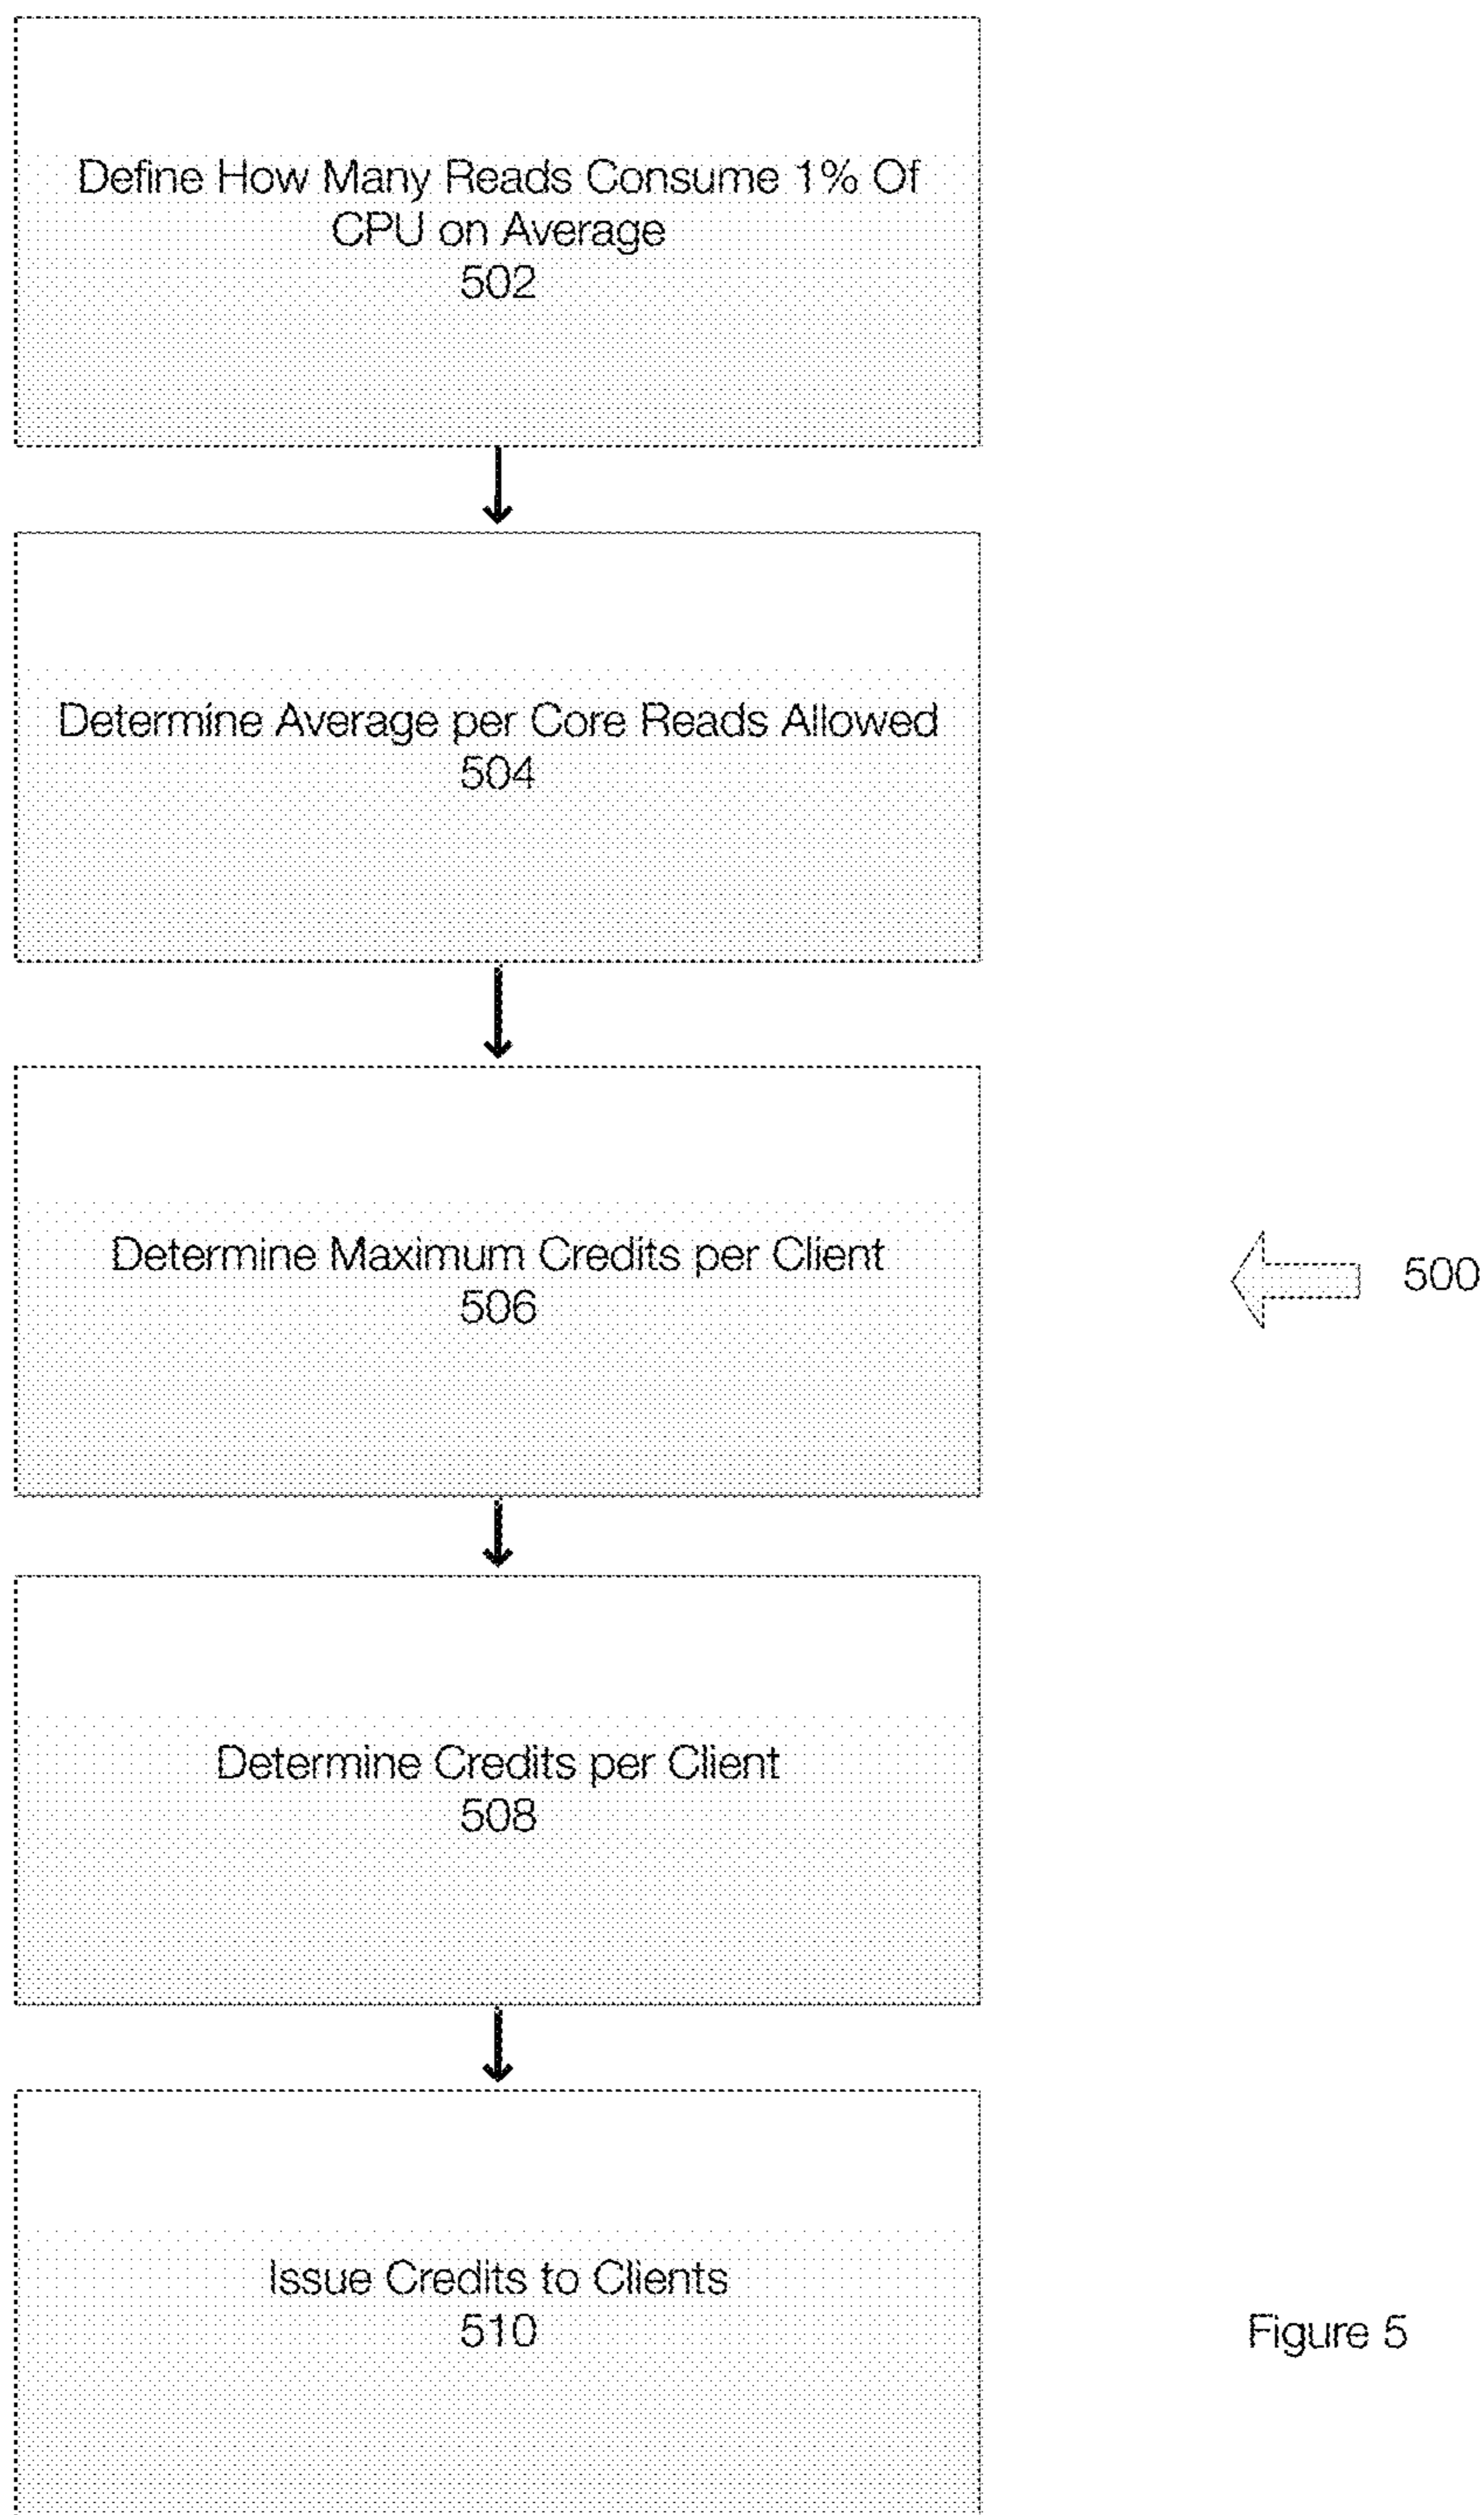 Define How Many Reads Consume 1% Of
CPU on Average
502
Determine Average per Core Reads Allowed
504
Determine Maximum Credits per Client
506
500
Determine Credits per Client
508
Issue Credits to Clients
510
Figure 5